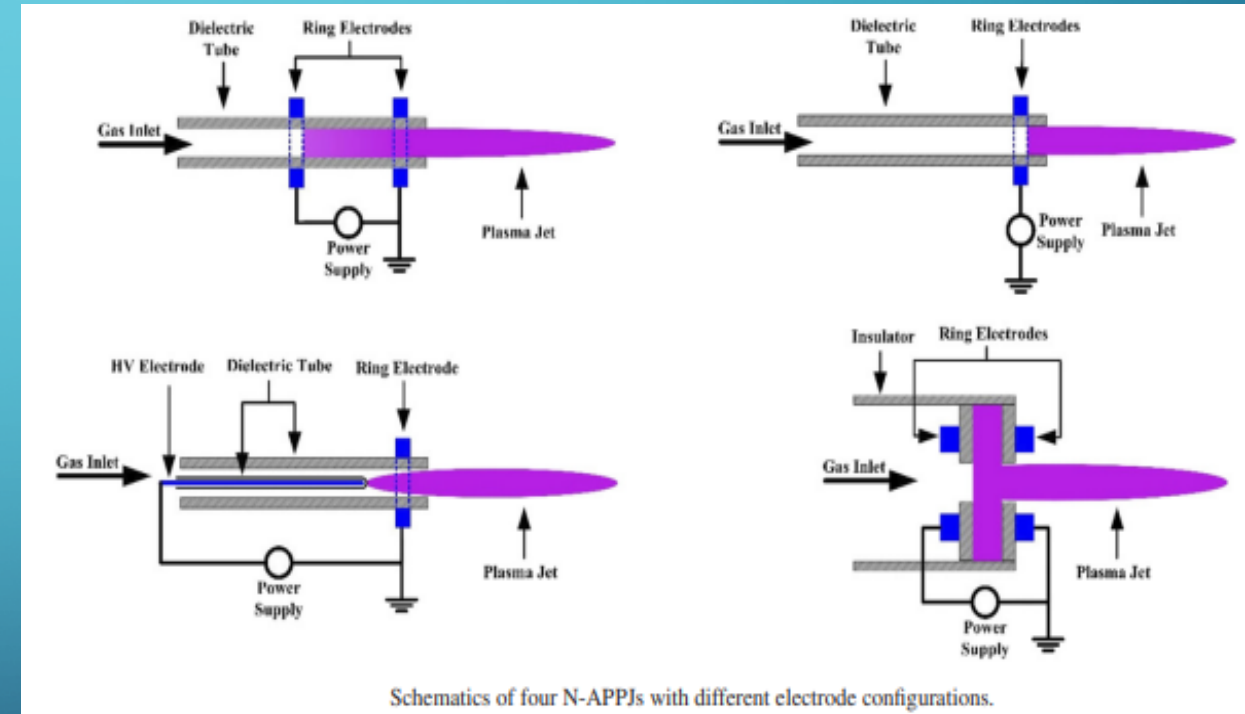 Dielectric
Tube
Ring Electrodes
Gas Inlet
Power
Supply
Plasma Jet
Dielectric
Tube
Ring Electrodes
Gas Inlet
Power
Supply
Plasma Jet
HV Electrode
Dielectric Tube
Ring Electrode
Gas Inlet
Power
Supply
Plasma Jet
Insulator
Ring Electrodes
Gas Inlet
Power
Supply
Plasma Jet
Schematics of four N-APPJs with different electrode configurations.